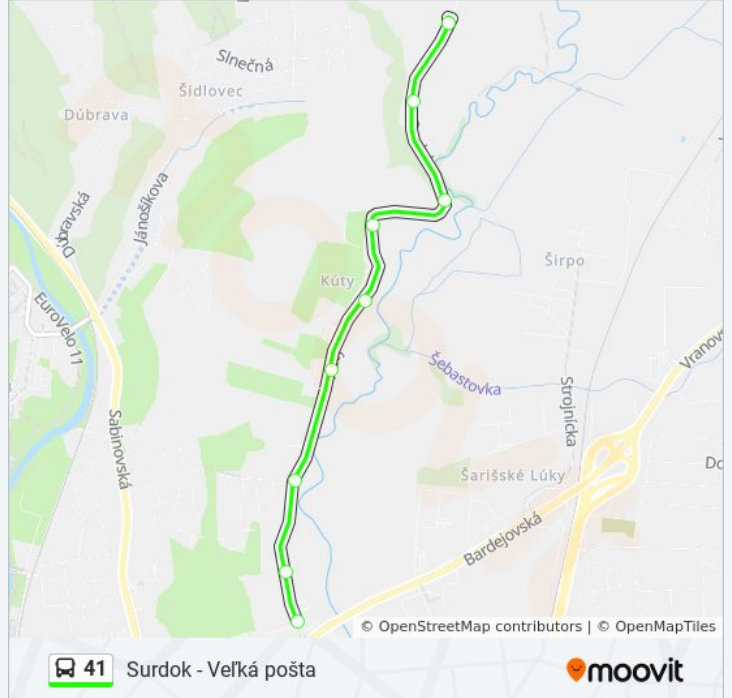 Slnečná
Šidlovec
Dúbrava
Dúbravská
Jánošíkova
Širpo
Kúty
EuroVelo 11
Šebastovka
Vranovs
Strojnícka
Sabinovská
Šarišské Lúky
Do
Bardejovská
© OpenStreetMap contributors | © OpenMapTiles
41 Surdok - Veľká pošta
moovit